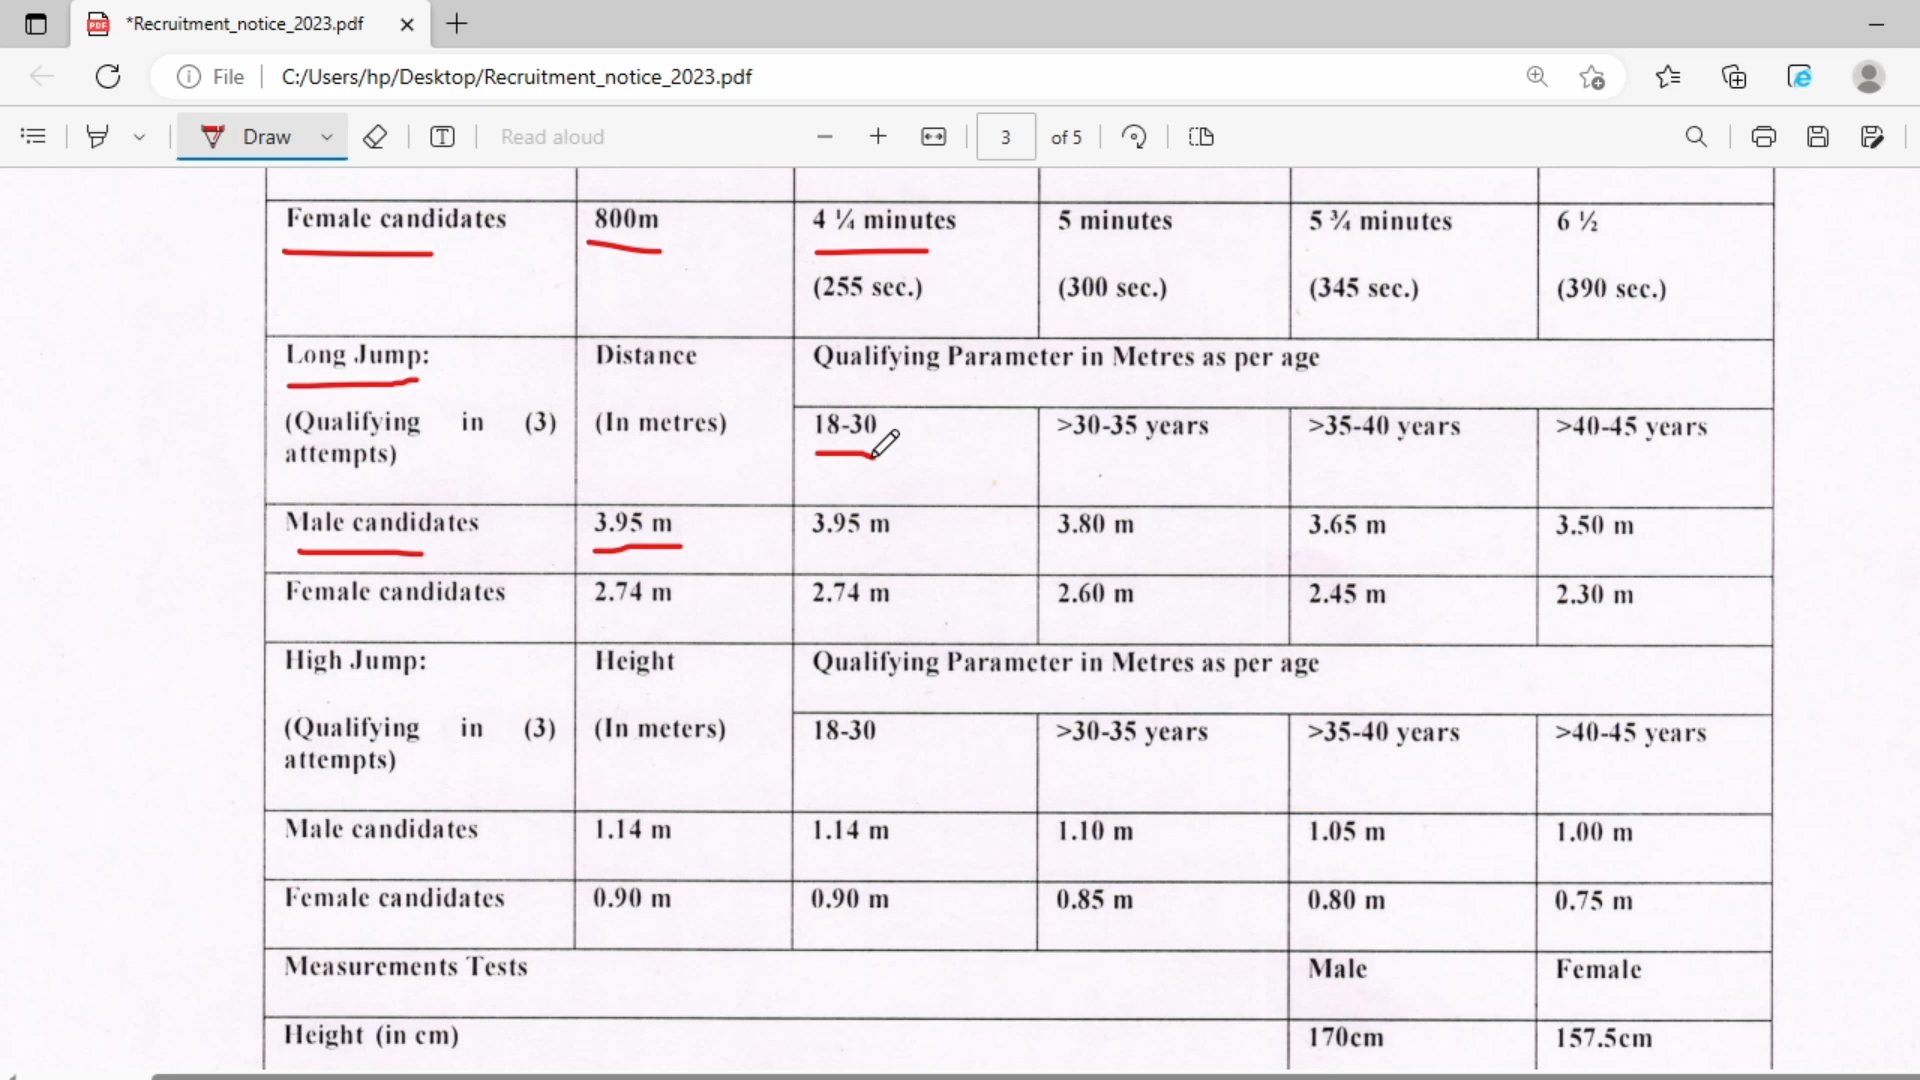 *Recruitment_notice_2023.pdf
File
C:/Users/hp/Desktop/Recruitment_notice_2023.pdf
Draw
Read aloud
3
of 5
Female candidates 800m 4 ¼ minutes 5 minutes 5 ¾ minutes 6 ½
(255 sec.) (300 sec.) (345 sec.) (390 sec.)
Long Jump: Distance Qualifying Parameter in Metres as per age
(Qualifying in (3) (In metres) 18-30 >30-35 years >35-40 years >40-45 years
attempts)
Male candidates 3.95 m 3.95 m 3.80 m 3.65 m 3.50 m
Female candidates 2.74 m 2.74 m 2.60 m 2.45 m 2.30 m
High Jump: Height Qualifying Parameter in Metres as per age
(Qualifying in (3) (In meters) 18-30 >30-35 years >35-40 years >40-45 years
attempts)
Male candidates 1.14 m 1.14 m 1.10 m 1.05 m 1.00 m
Female candidates 0.90 m 0.90 m 0.85 m 0.80 m 0.75 m
Measurements Tests Male Female
Height (in cm) 170cm 157.5cm